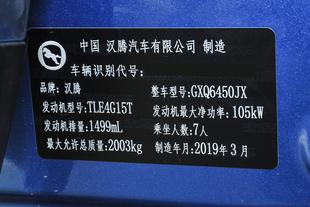 中国 汉腾汽车有限公司 制造
车辆识别代号：
品牌：汉腾 整车型号：GXQ6450JX
发动机型号：TLE4G15T 发动机最大净功率：105kW
发动机排量：1499mL 乘坐人数：7人
最大允许总质量：2003kg 制造年月：2019年3月